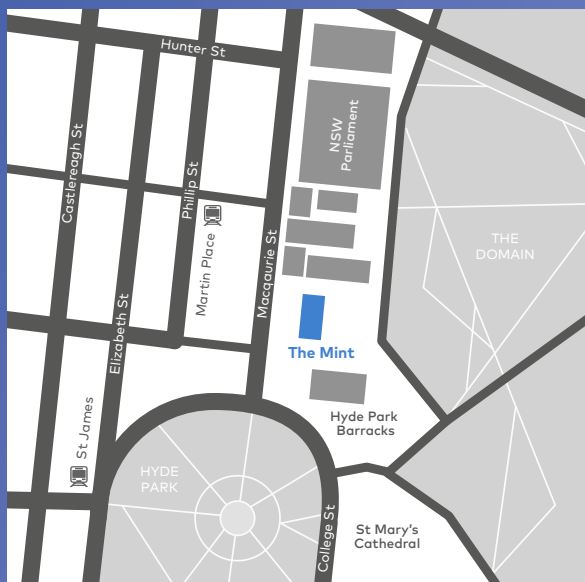 Hunter St
Castlereagh St
Phillip St
NSW
Parliament
Martin Place
Macqaurie St
THE
DOMAIN
Elizabeth St
The Mint
Hyde Park
Barracks
St James
HYDE
PARK
College St
St Mary's
Cathedral